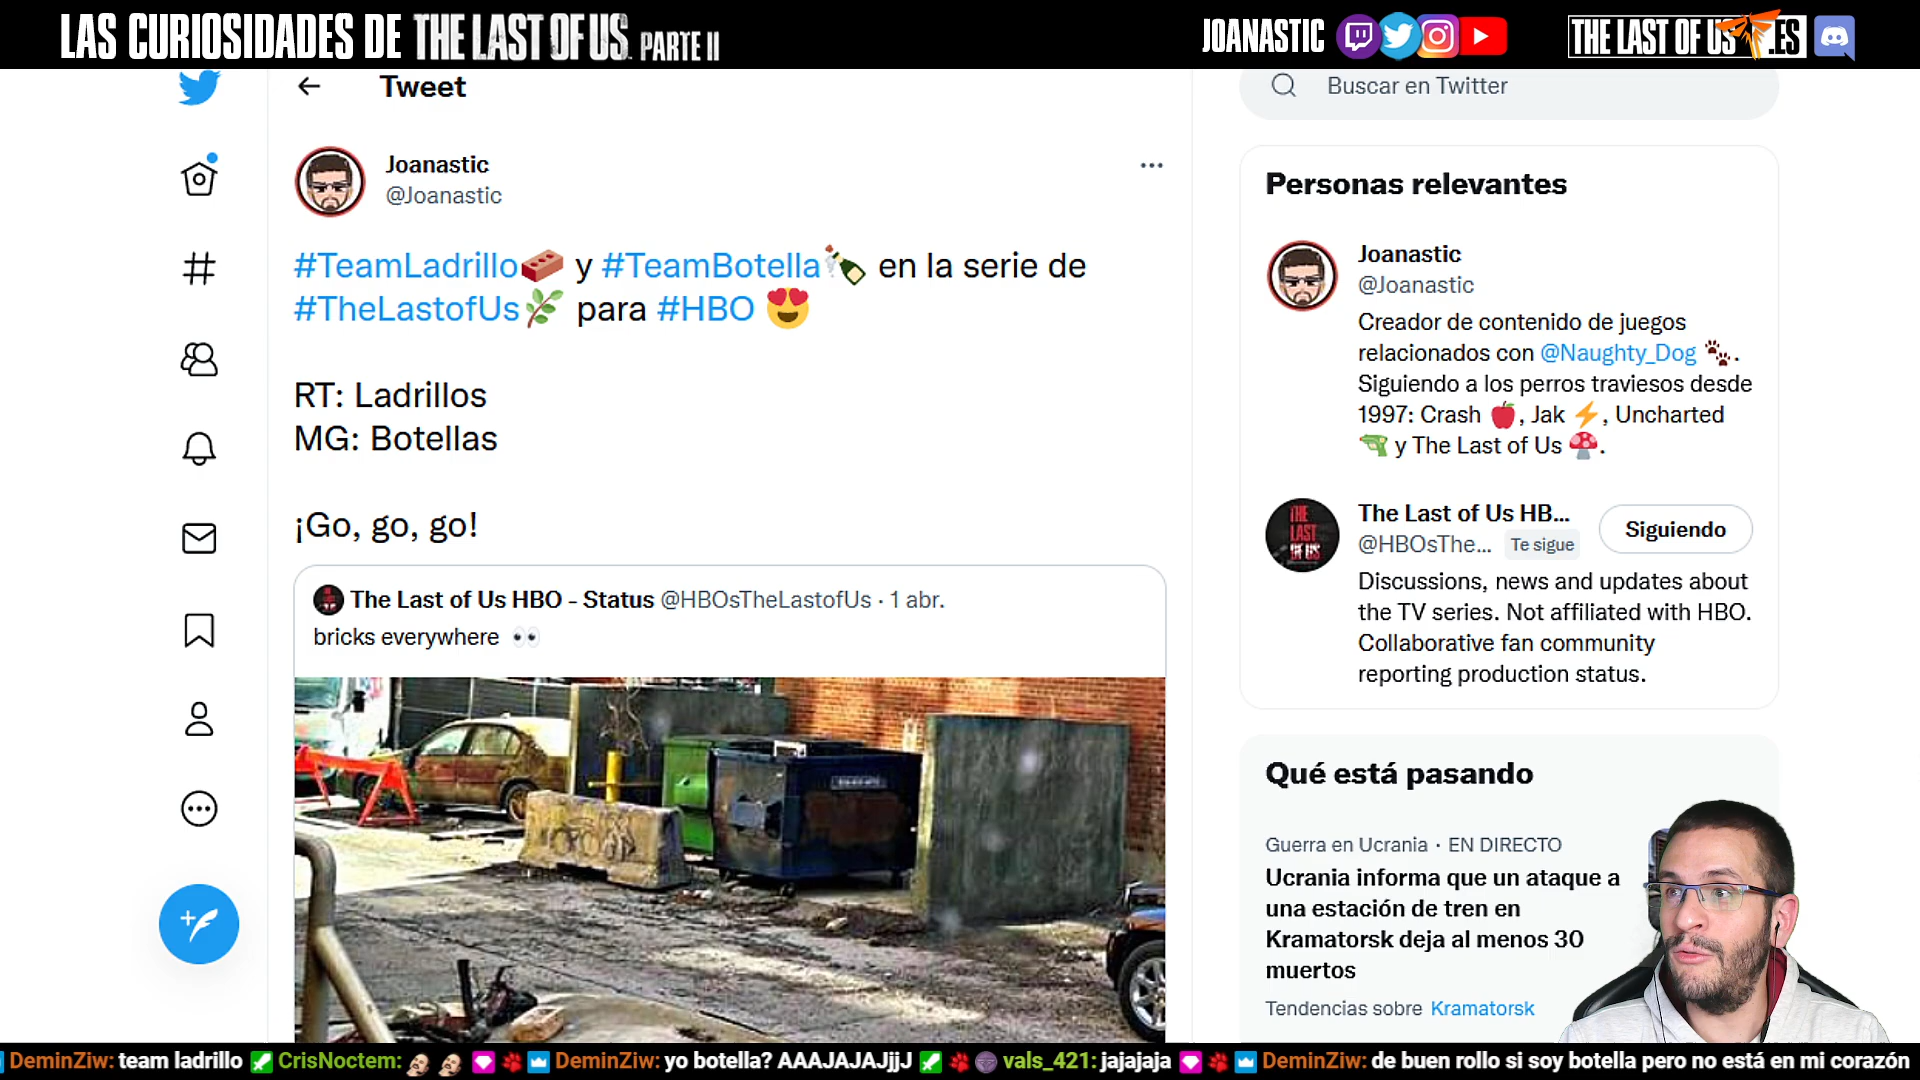 LAS CURIOSIDADES DE THE LAST OF US PARTE II
JOANASTIC
THE LAST OF US .ES
Tweet
Buscar en Twitter
Joanastic
@Joanastic
#TeamLadrillo🧱 y #TeamBotella🍾 en la serie de
#TheLastofUs🌿 para #HBO 😍
RT: Ladrillos
MG: Botellas
¡Go, go, go!
The Last of Us HBO - Status @HBOsTheLastofUs · 1 abr.
bricks everywhere 👀
Personas relevantes
Joanastic
@Joanastic
Creador de contenido de juegos
relacionados con @Naughty_Dog 🐾.
Siguiendo a los perros traviesos desde
1997: Crash 🍎, Jak ⚡, Uncharted
🔫 y The Last of Us 🍄.
THE LAST OF US
The Last of Us HB...
@HBOsThe... Te sigue
Siguiendo
Discussions, news and updates about
the TV series. Not affiliated with HBO.
Collaborative fan community
reporting production status.
Qué está pasando
Guerra en Ucrania · EN DIRECTO
Ucrania informa que un ataque a
una estación de tren en
Kramatorsk deja al menos 30
muertos
Tendencias sobre Kramatorsk
DeminZiw: team ladrillo CrisNoctem: DeminZiw: yo botella? AAAJAJAJjjJ vals_421: jajajaja DeminZiw: de buen rollo si soy botella pero no está en mi corazón